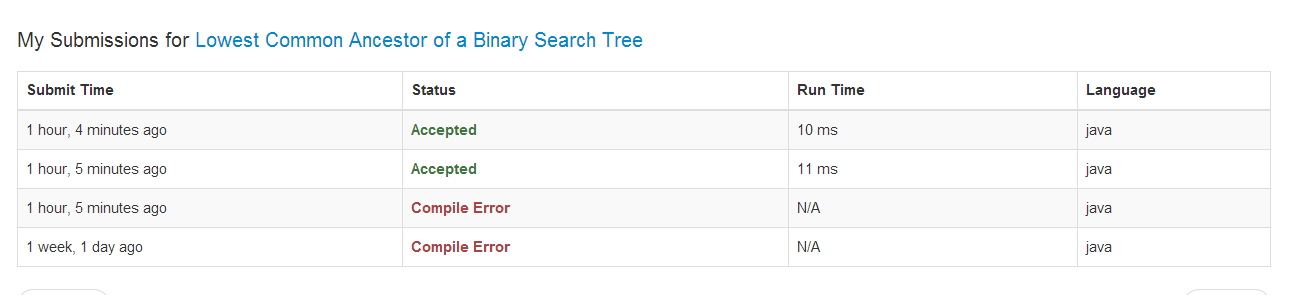 My Submissions for Lowest Common Ancestor of a Binary Search Tree
Submit Time Status Run Time Language
1 hour, 4 minutes ago Accepted 10 ms java
1 hour, 5 minutes ago Accepted 11 ms java
1 hour, 5 minutes ago Compile Error N/A java
1 week, 1 day ago Compile Error N/A java